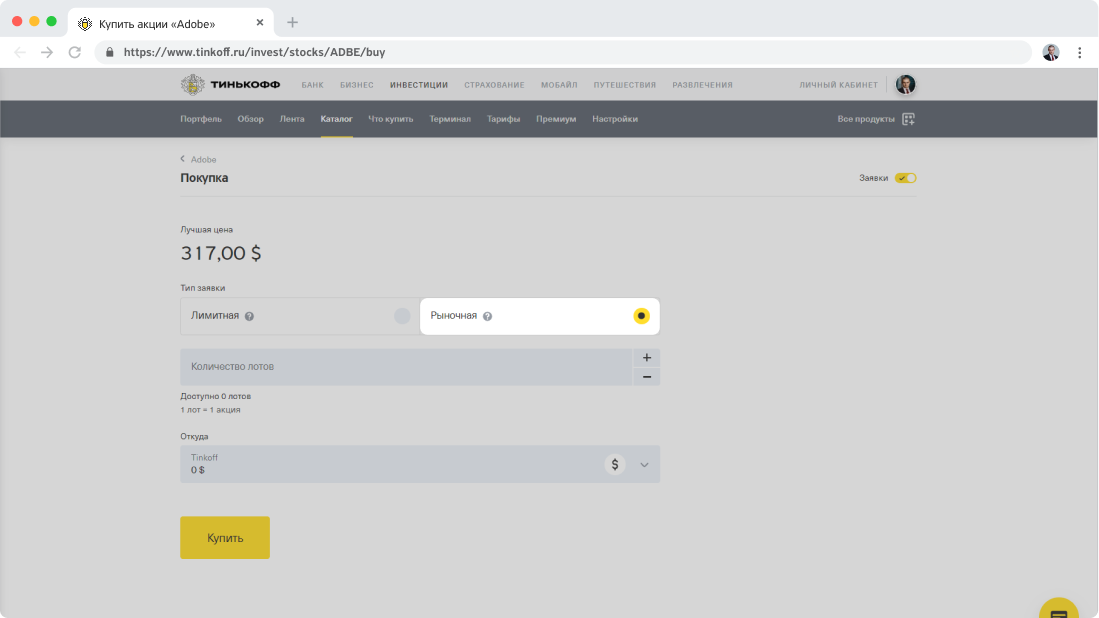 Купить акции «Adobe»
https://www.tinkoff.ru/invest/stocks/ADBE/buy
ТИНЬКОФФ БАНК БИЗНЕС ИНВЕСТИЦИИ СТРАХОВАНИЕ МОБАЙЛ ПУТЕШЕСТВИЯ РАЗВЛЕЧЕНИЯ ЛИЧНЫЙ КАБИНЕТ
Портфель Обзор Лента Каталог Что купить Терминал Тарифы Премиум Настройки Все продукты
Adobe
Покупка Заявки
Лучшая цена
317,00 $
Тип заявки
Лимитная ? Рыночная ?
Количество лотов + −
Доступно 0 лотов
1 лот = 1 акция
Откуда
Tinkoff
0 $ $
Купить